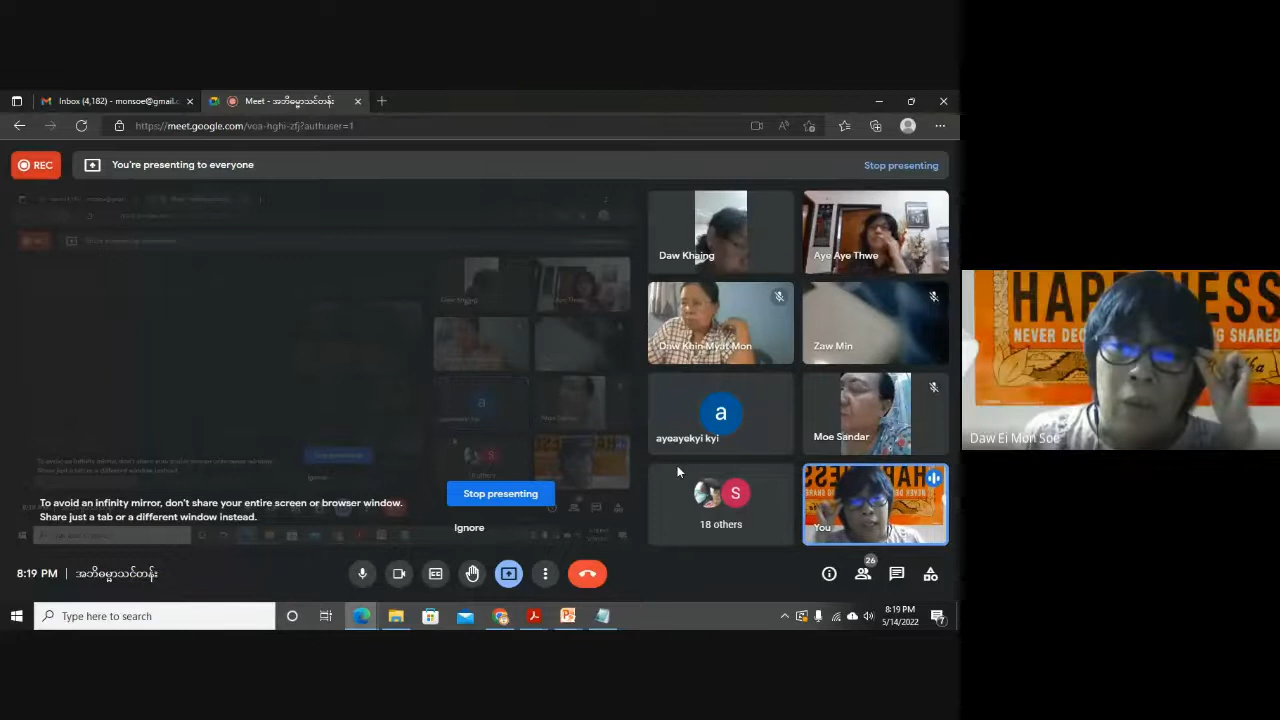 Inbox (4,182) - monsoe@gmail.c
Meet - အဘိဓမ္မာသင်တန်း
https://meet.google.com/voa-hghi-zfj?authuser=1
REC
You're presenting to everyone
Stop presenting
Daw Khaing
Aye Aye Thwe
Daw Khin Myat Mon
Zaw Min
a
ayeayekyi kyi
Moe Sandar
S
18 others
You
To avoid an infinity mirror, don't share your entire screen or browser window.
Share just a tab or a different window instead.
Stop presenting
Ignore
8:19 PM | အဘိဓမ္မာသင်တန်း
26
Type here to search
8:19 PM
5/14/2022
7
HAPPINESS
NEVER DEC
NG SHARED
Daw Ei Mon Soe